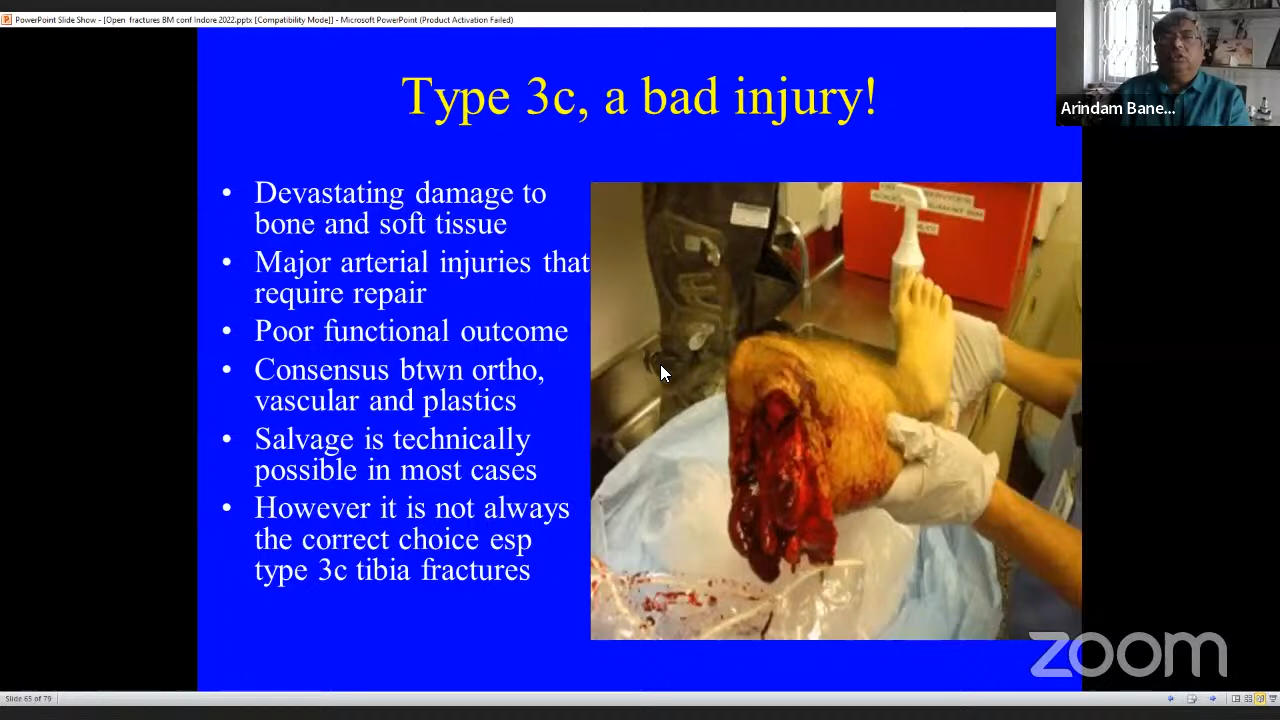 PowerPoint Slide Show - [Open fractures BM conf Indore 2022.pptx [Compatibility Mode]] - Microsoft PowerPoint (Product Activation Failed)
Arindam Bane...
Type 3c, a bad injury!
• Devastating damage to
bone and soft tissue
• Major arterial injuries that
require repair
• Poor functional outcome
• Consensus btwn ortho,
vascular and plastics
• Salvage is technically
possible in most cases
• However it is not always
the correct choice esp
type 3c tibia fractures
zoom
Slide 65 of 79